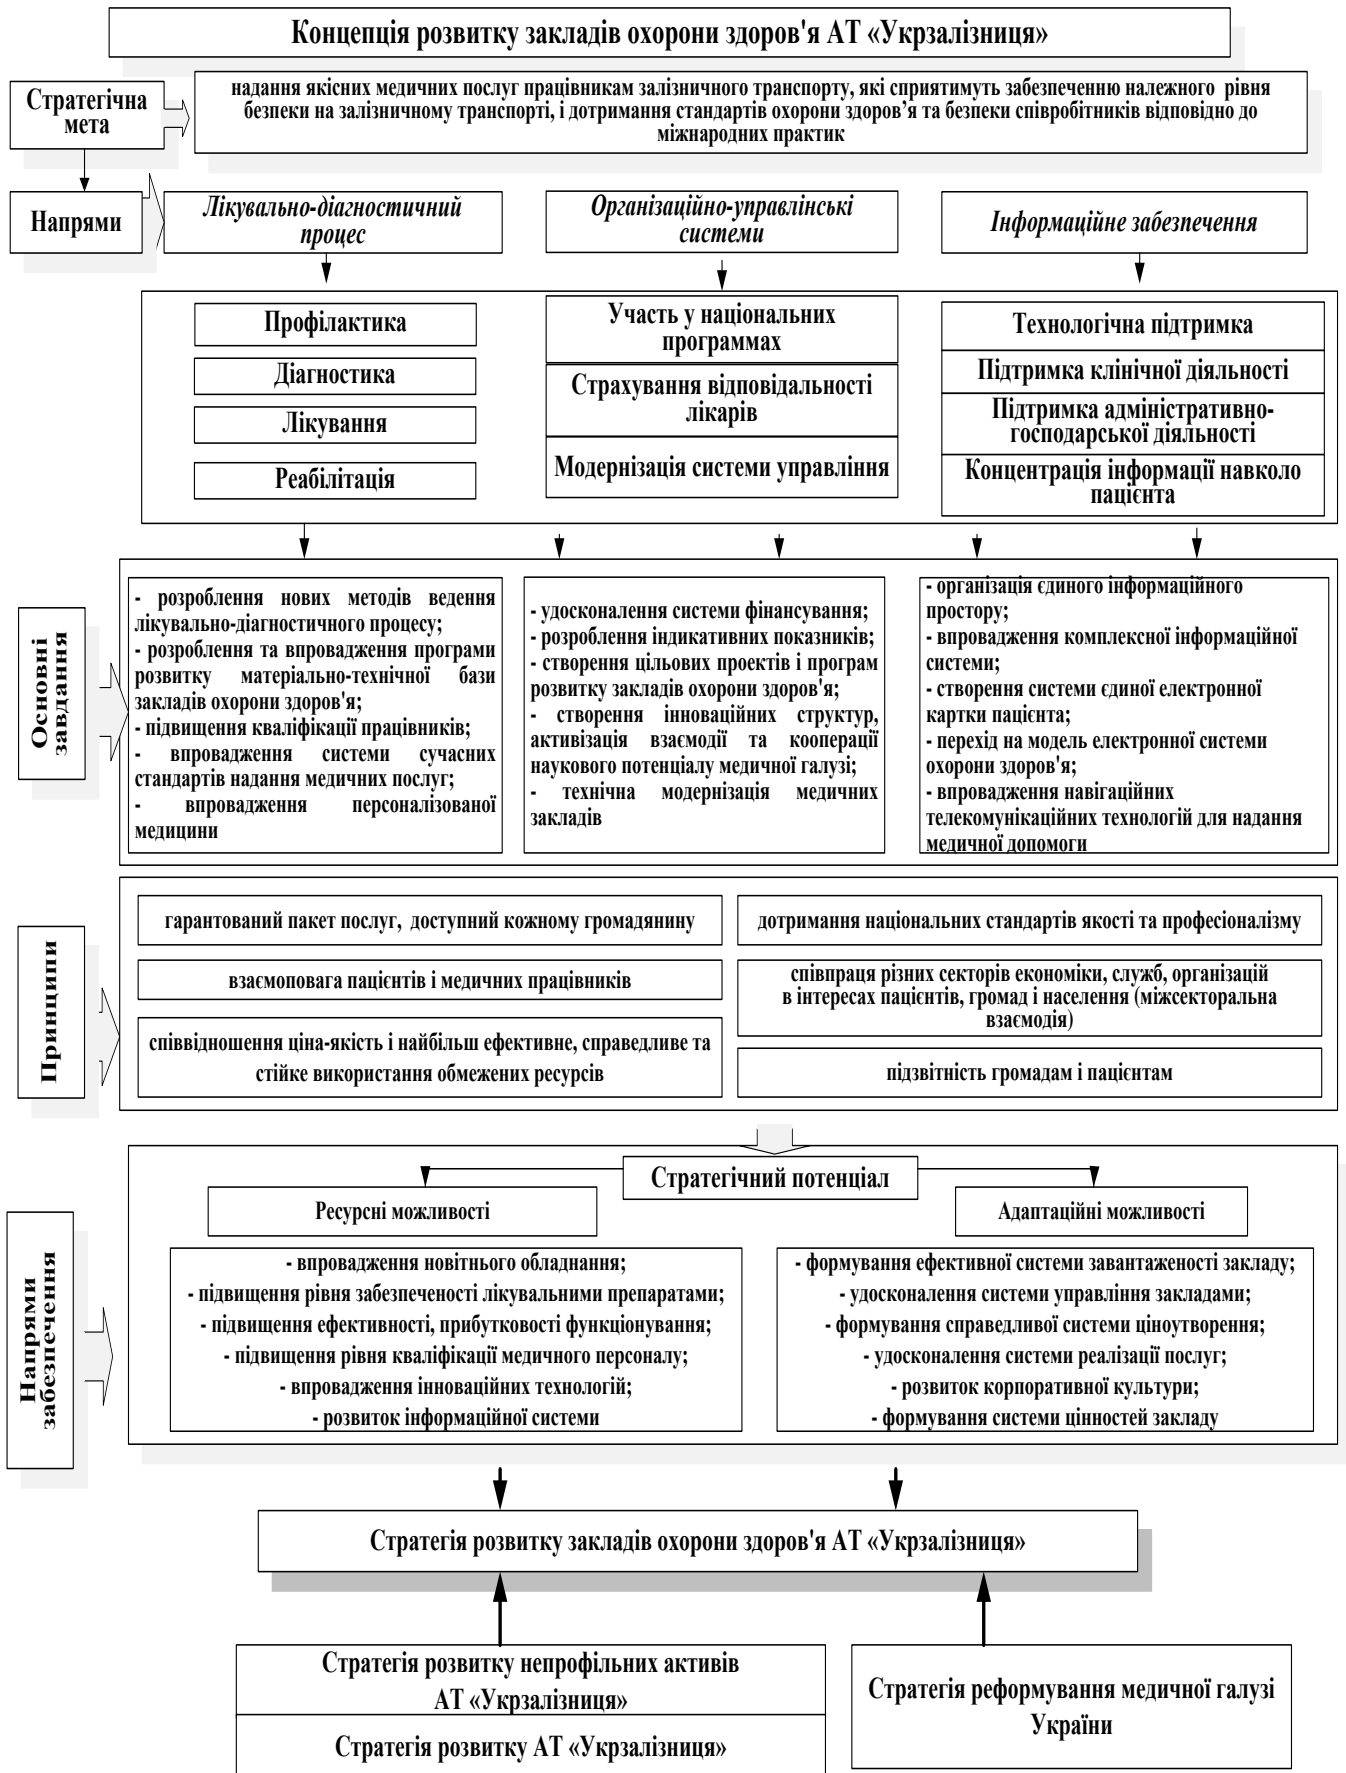 Концепція розвитку закладів охорони здоров'я АТ «Укрзалізниця»
Стратегічна
мета
надання якісних медичних послуг працівникам залізничного транспорту, які сприятимуть забезпеченню належного рівня
безпеки на залізничному транспорті, і дотримання стандартів охорони здоров’я та безпеки співробітників відповідно до
міжнародних практик
Напрями
Лікувально-діагностичний
процес
Організаційно-управлінські
системи
Інформаційне забезпечення
Профілактика
Діагностика
Лікування
Реабілітація
Участь у національних
програмах
Страхування відповідальності
лікарів
Модернізація системи управління
Технологічна підтримка
Підтримка клінічної діяльності
Підтримка адміністративно-
господарської діяльності
Концентрація інформації навколо
пацієнта
Основні
завдання
- розроблення нових методів ведення
лікувально-діагностичного процесу;
- розроблення та впровадження програми
розвитку матеріально-технічної бази
закладів охорони здоров'я;
- підвищення кваліфікації працівників;
- впровадження системи сучасних
стандартів надання медичних послуг;
- впровадження персоналізованої
медицини
- удосконалення системи фінансування;
- розроблення індикативних показників;
- створення цільових проектів і програм
розвитку закладів охорони здоров'я;
- створення інноваційних структур,
активізація взаємодії та кооперації
наукового потенціалу медичної галузі;
- технічна модернізація медичних
закладів
- організація єдиного інформаційного
простору;
- впровадження комплексної інформаційної
системи;
- створення системи єдиної електронної
картки пацієнта;
- перехід на модель електронної системи
охорони здоров'я;
- впровадження навігаційних
телекомунікаційних технологій для надання
медичної допомоги
Принципи
гарантований пакет послуг, доступний кожному громадянину
взаємоповага пацієнтів і медичних працівників
співвідношення ціна-якість і найбільш ефективне, справедливе та
стійке використання обмежених ресурсів
дотримання національних стандартів якості та професіоналізму
співпраця різних секторів економіки, служб, організацій
в інтересах пацієнтів, громад і населення (міжсекторальна
взаємодія)
підзвітність громадам і пацієнтам
Напрями
забезпечення
Стратегічний потенціал
Ресурсні можливості
- впровадження новітнього обладнання;
- підвищення рівня забезпеченості лікувальними препаратами;
- підвищення ефективності, прибутковості функціонування;
- підвищення рівня кваліфікації медичного персоналу;
- впровадження інноваційних технологій;
- розвиток інформаційної системи
Адаптаційні можливості
- формування ефективної системи завантаженості закладу;
- удосконалення системи управління закладами;
- формування справедливої системи ціноутворення;
- удосконалення системи реалізації послуг;
- розвиток корпоративної культури;
- формування системи цінностей закладу
Стратегія розвитку закладів охорони здоров'я АТ «Укрзалізниця»
Стратегія розвитку непрофільних активів
АТ «Укрзалізниця»
Стратегія розвитку АТ «Укрзалізниця»
Стратегія реформування медичної галузі
України